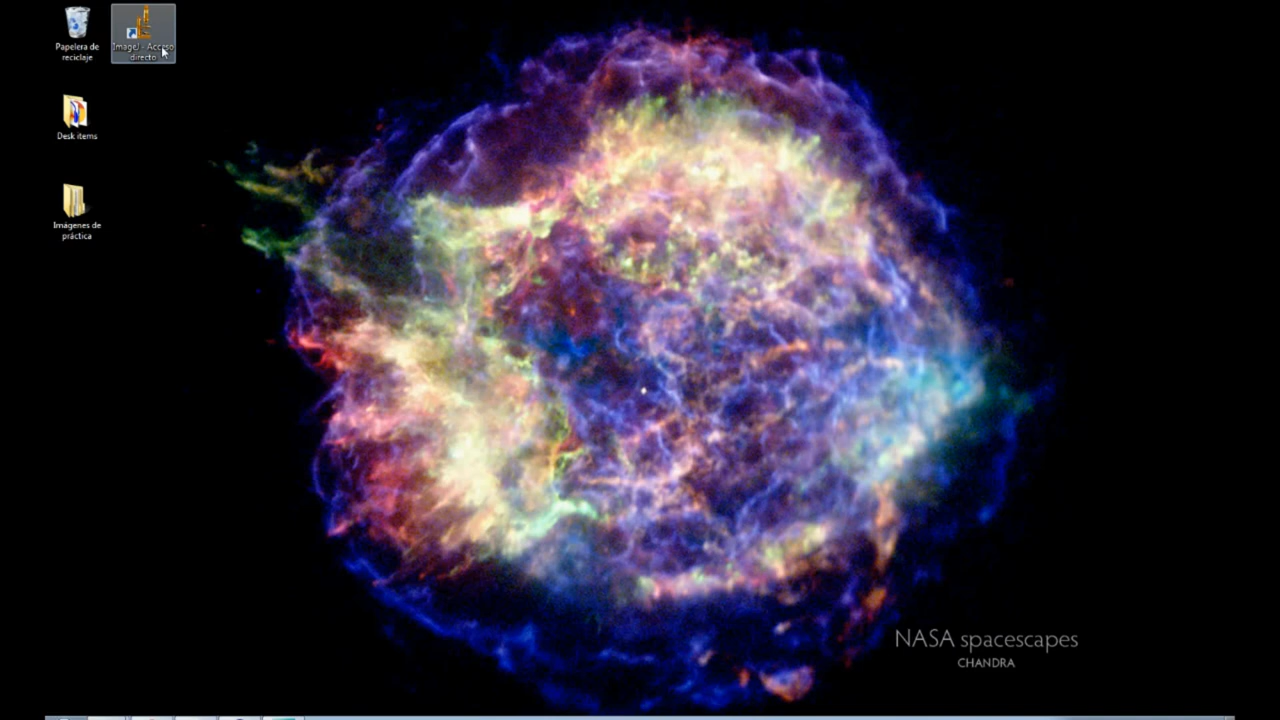 Papelera de
reciclaje
ImageJ - Acceso
directo
Desk items
Imágenes de
práctica
NASA spacescapes
CHANDRA